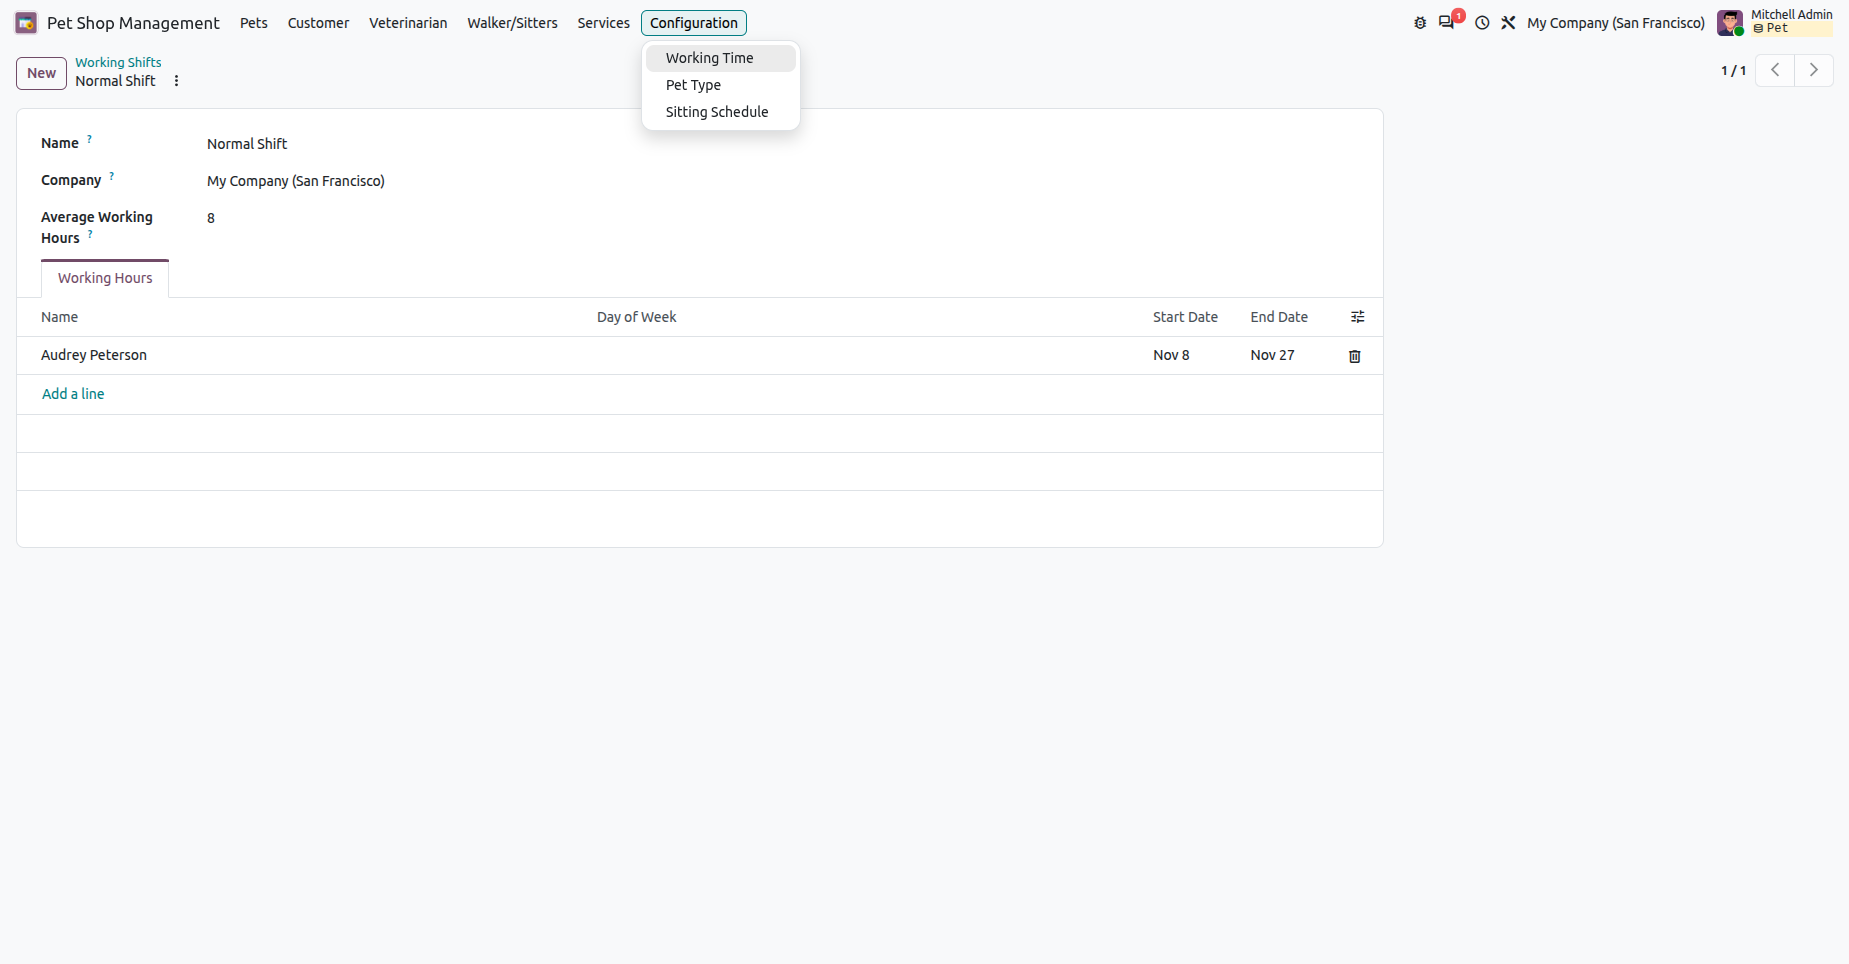 Pet Shop Management Pets Customer Veterinarian Walker/Sitters Services Configuration 1 My Company (San Francisco) Mitchell Admin
Pet
Working Time
Pet Type
Sitting Schedule
New Working Shifts
Normal Shift
1 / 1
Name ? Normal Shift
Company ? My Company (San Francisco)
Average Working 8
Hours ?
Working Hours
Name Day of Week Start Date End Date
Audrey Peterson Nov 8 Nov 27
Add a line